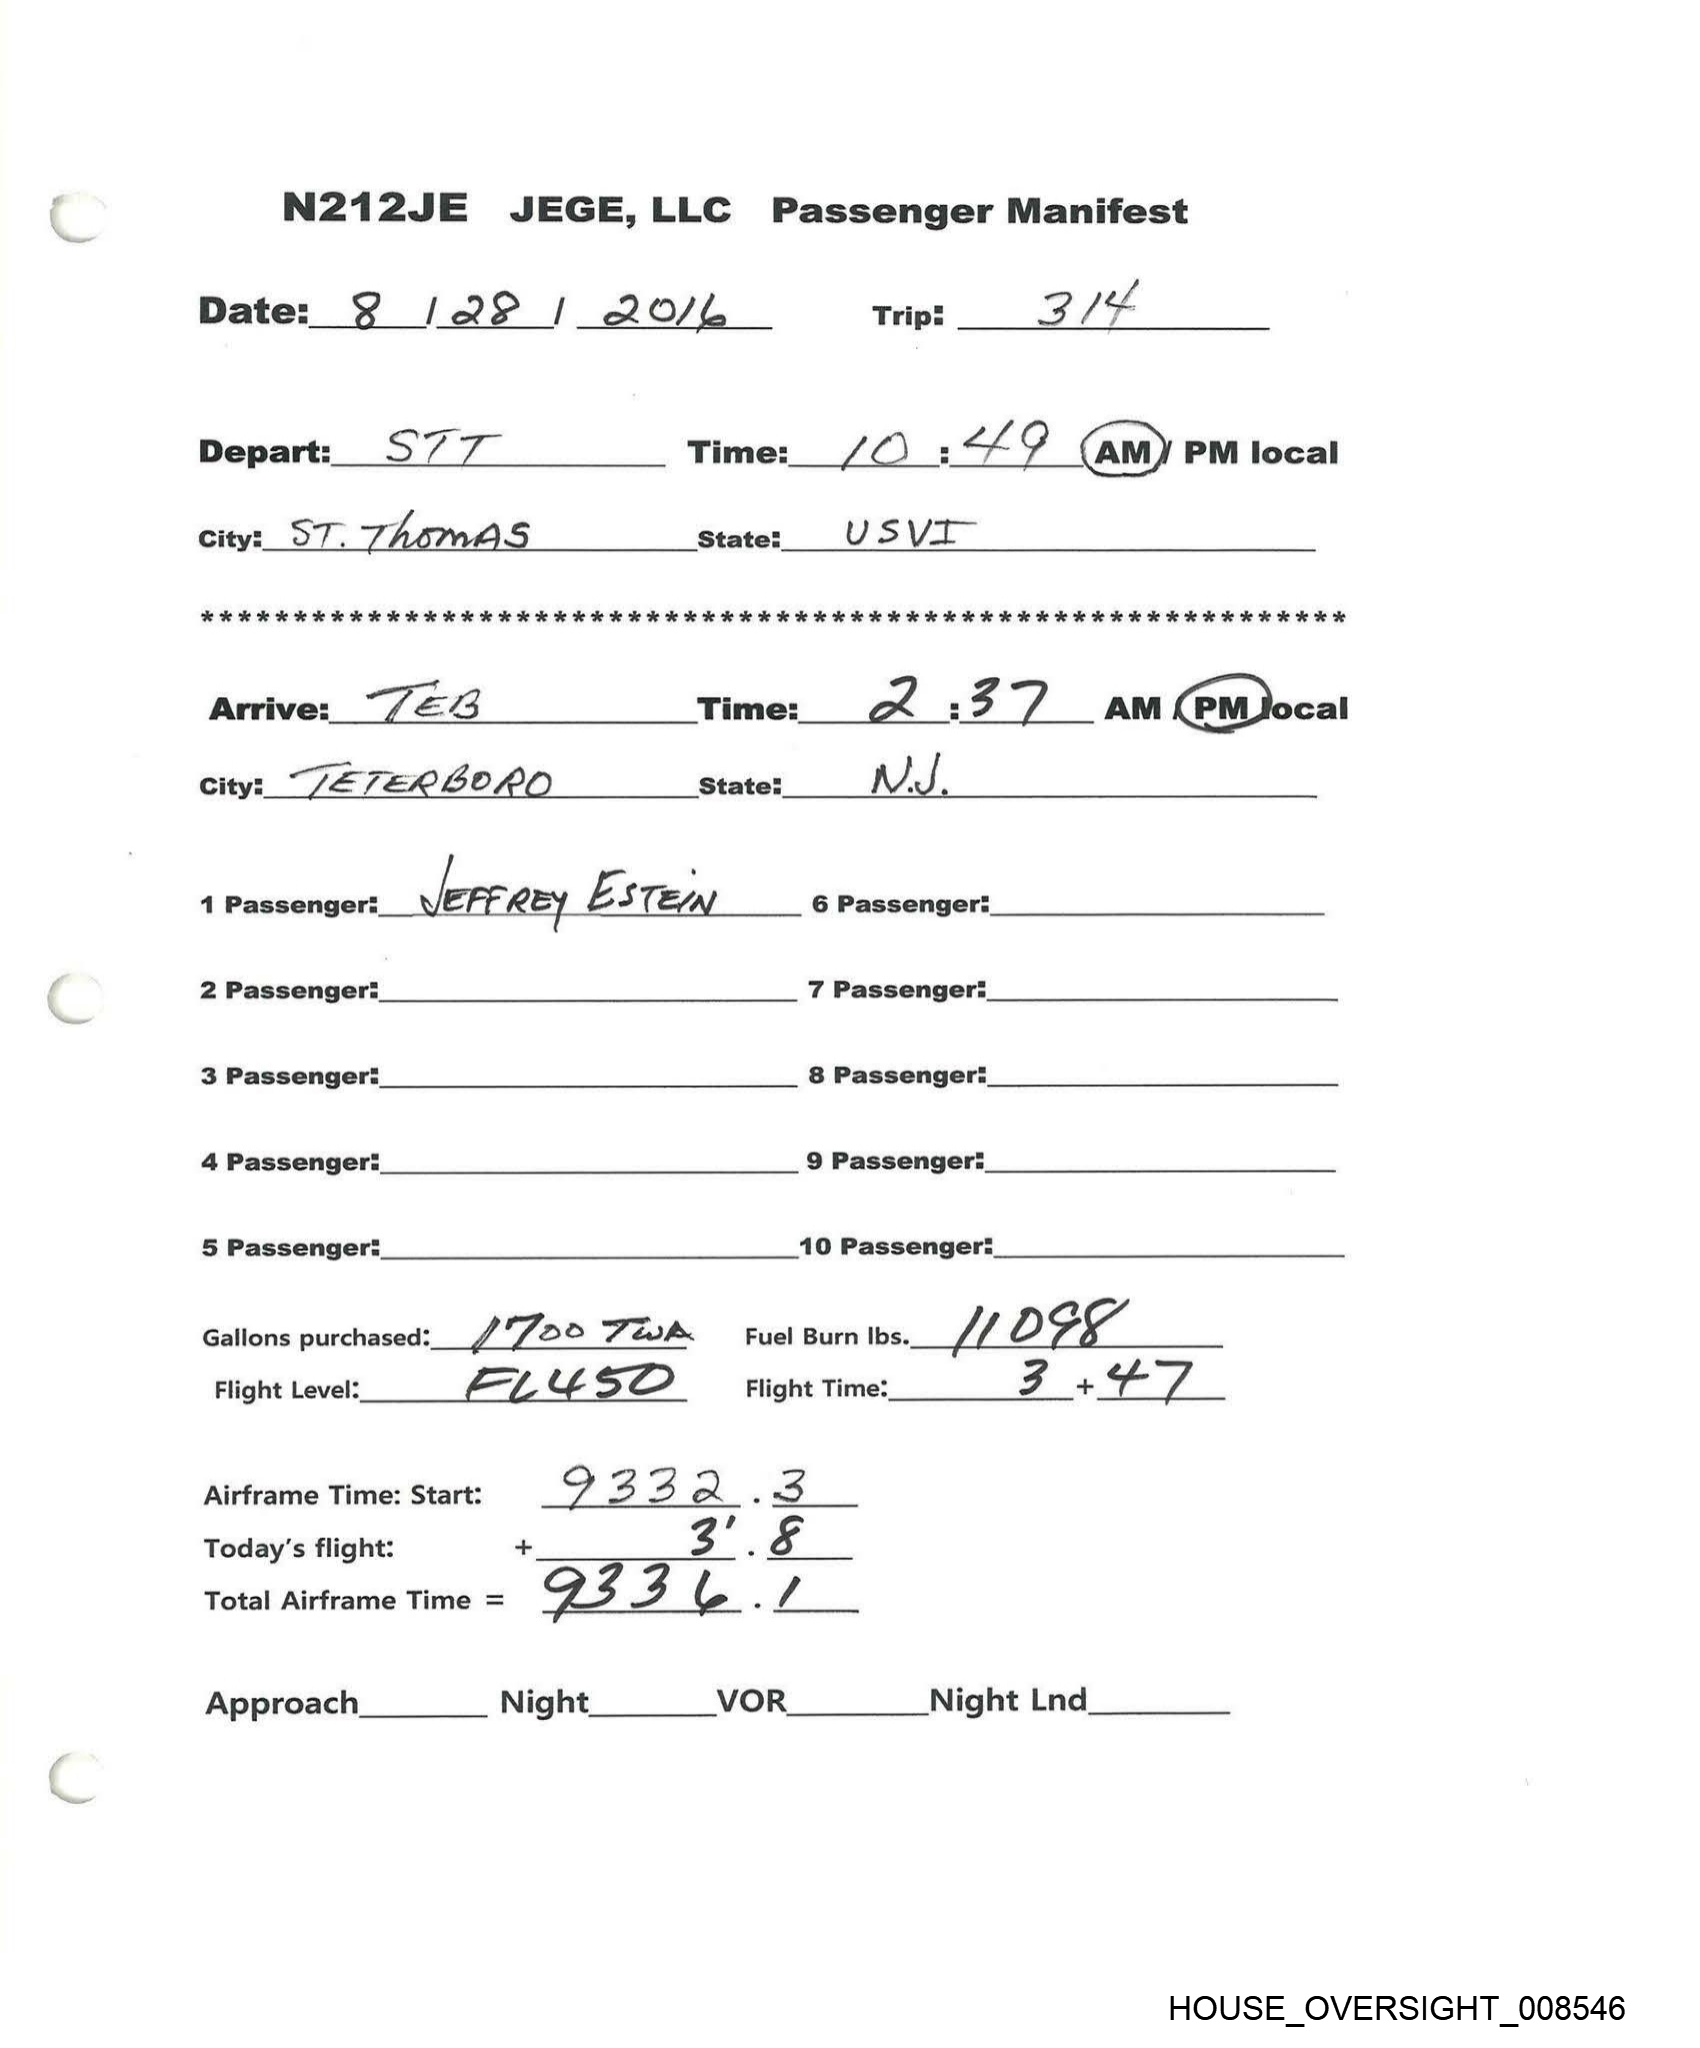 N212JE JEGE, LLC Passenger Manifest
Date: 8 / 28 / 2016 Trip: 314
Depart: STT Time: 10 : 49 AM / PM local
City: ST. ThomAS State: USVI
******************************************************************
Arrive: TEB Time: 2 : 37 AM / PM local
City: TETERBORO State: N.J.
1 Passenger: JEFFREY ESTEIN 6 Passenger:
2 Passenger: 7 Passenger:
3 Passenger: 8 Passenger:
4 Passenger: 9 Passenger:
5 Passenger: 10 Passenger:
Gallons purchased: 1700 TWA Fuel Burn lbs. 11098
Flight Level: FL450 Flight Time: 3 + 47
Airframe Time: Start: 9332 . 3
Today's flight: + 3' . 8
Total Airframe Time = 9336 . 1
Approach Night VOR Night Lnd
HOUSE_OVERSIGHT_008546